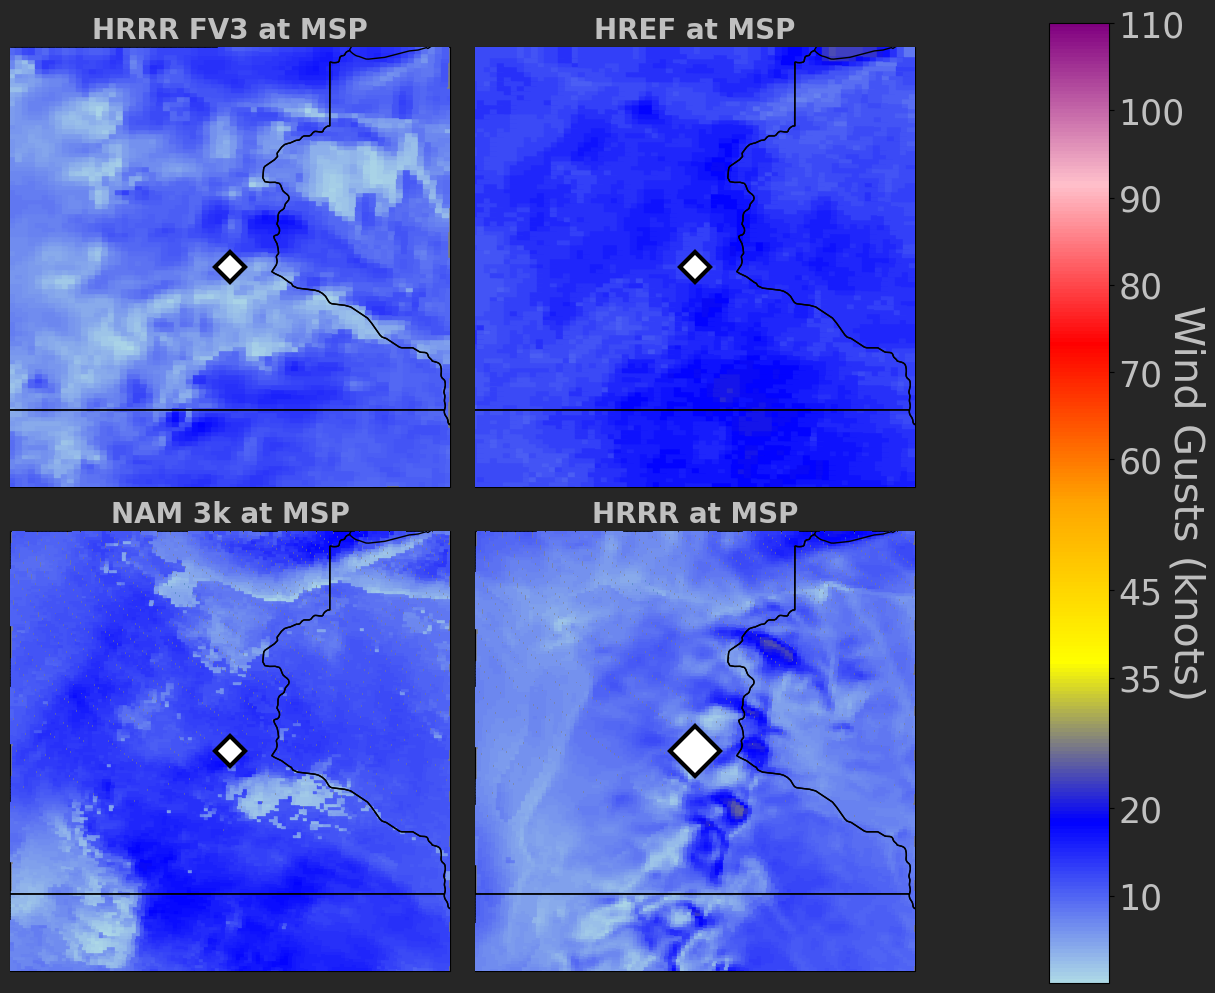 HRRR FV3 at MSP
HREF at MSP
NAM 3k at MSP
HRRR at MSP
110
100
90
80
70
60
45
35
20
10
Wind Gusts (knots)